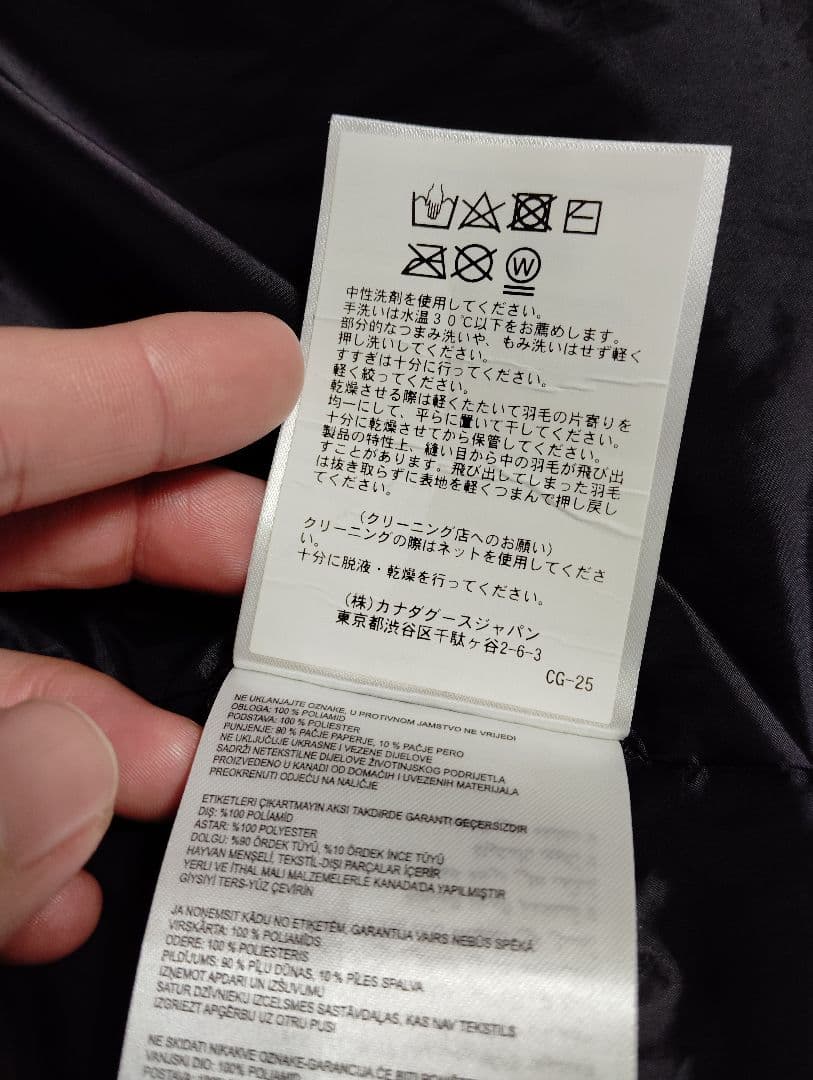 W
中性洗剤を使用してください。
手洗いは水温30℃以下をお薦めします。
部分的なつまみ洗いや、もみ洗いはせず軽く
押し洗いしてください。
すすぎは十分に行ってください。
軽く絞ってください。
乾燥させる際は軽くたたいて羽毛の片寄りを
均一にして、平らに置いて干してください。
十分に乾燥させてから保管してください。
製品の特性上、縫い目から中の羽毛が飛び出
すことがあります。飛び出してしまった羽毛
は抜き取らずに表地を軽くつまんで押し戻し
てください。
(クリーニング店へのお願い)
クリーニングの際はネットを使用してくださ
い。
十分に脱液・乾燥を行ってください。
(株)カナダグースジャパン
東京都渋谷区千駄ヶ谷2-6-3
CG-25
NE UKLANJAJTE OZNAKE, U PROTIVNOM JAMSTVO NE VRIJEDI
OBLOGA: 100 % POLIAMID
PODSTAVA: 100 % POLIESTER
PUNJENJE: 90 % PAČJE PAPERJE, 10 % PAČJE PERO
NE UKLJUČUJE UKRASNE I VEZENE DIJELOVE
SADRŽI NETEKSTILNE DIJELOVE ŽIVOTINJSKOG PODRIJETLA
PROIZVEDENO U KANADI OD DOMAĆIH I UVEZENIH MATERIJALA
PREOKRENUTI ODJEĆU NA NALIČJE
ETIKETLERI ÇIKARTMAYIN AKSI TAKDIRDE GARANTI GEÇERSIZDIR
DIŞ: %100 POLIAMID
ASTAR: %100 POLYESTER
DOLGU: %90 ÖRDEK TÜYÜ, %10 ÖRDEK İNCE TÜYÜ
HAYVAN MENŞELİ, TEKSTİL-DIŞI PARÇALAR İÇERİR
YERLI VE İTHAL MALI MALZEMELERLE KANADA'DA YAPILMIŞTIR
GİYSİYİ TERS-YÜZ ÇEVİRİN
JA NOŅEMSIT KĀDU NO ETIĶETĒM, GARANTIJA VAIRS NEBŪS SPĒKĀ
VIRSKĀRTA: 100 % POLIAMĪDS
ODERE: 100 % POLIESTERIS
PILDĪJUMS: 90 % PĪĻU DŪNAS, 10 % PĪLES SPALVA
IZŅEMOT APDARI UN IZŠUVUMU
SATUR DZĪVNIEKU IZCELSMES SASTĀVDAĻAS, KAS NAV TEKSTILS
IZGRIEZT APĢĒRBU UZ OTRU PUSI
NE SKIDATI NIKAKVE OZNAKE-GARANCIJA ĆE BITI
VANJSKI DIO: 100% POLIAMID
POSTAVA: 100%